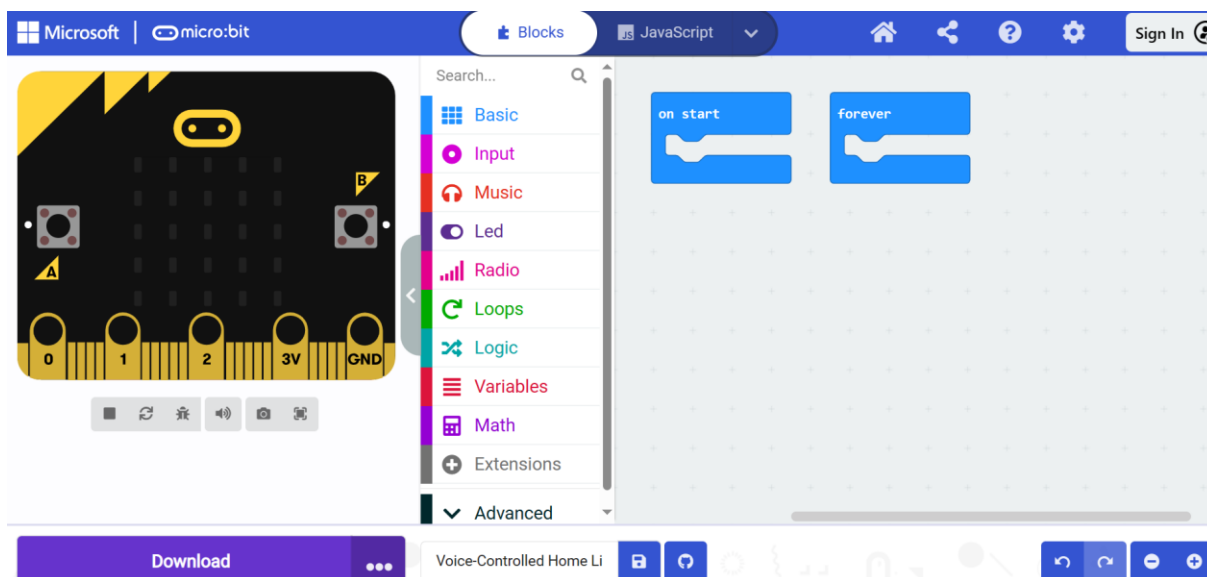 Microsoft micro:bit Blocks JS JavaScript Sign In
Search...
Basic
Input
Music
Led
Radio
Loops
Logic
Variables
Math
Extensions
Advanced
B
A
0 1 2 3V GND
on start forever
Download Voice-Controlled Home Li